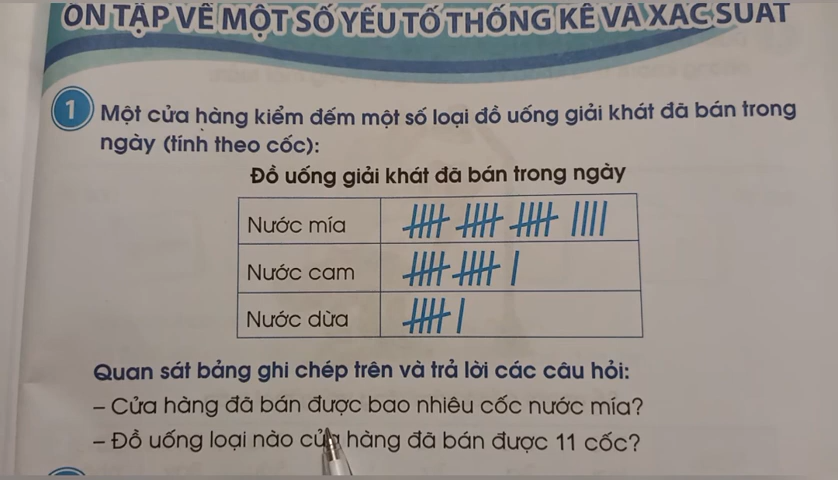 ÔN TẬP VỀ MỘT SỐ YẾU TỐ THỐNG KÊ VÀ XÁC SUẤT
1 Một cửa hàng kiểm đếm một số loại đồ uống giải khát đã bán trong
ngày (tính theo cốc):
Đồ uống giải khát đã bán trong ngày
Nước mía
Nước cam
Nước dừa
Quan sát bảng ghi chép trên và trả lời các câu hỏi:
– Cửa hàng đã bán được bao nhiêu cốc nước mía?
– Đồ uống loại nào cửa hàng đã bán được 11 cốc?